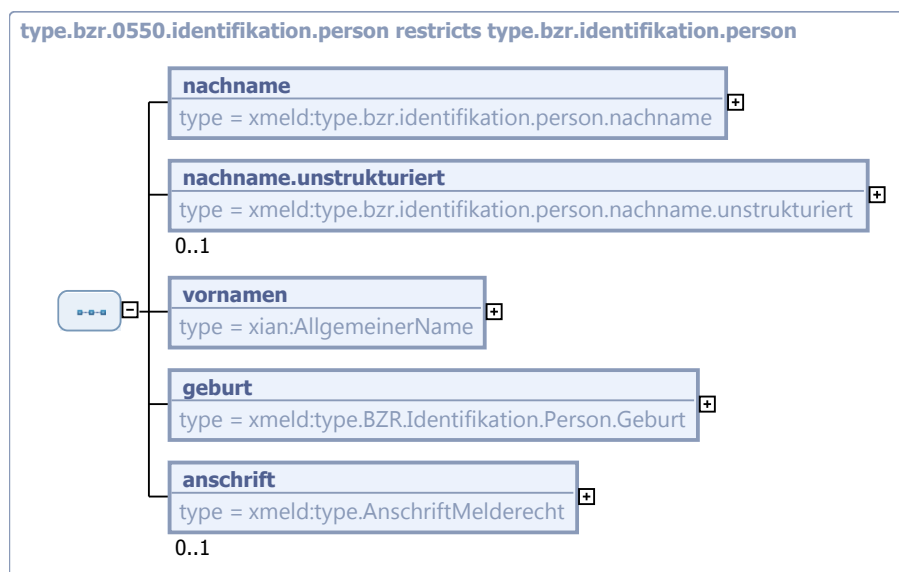 type.bzr.0550.identifikation.person restricts type.bzr.identifikation.person
nachname
type = xmeld:type.bzr.identifikation.person.nachname
nachname.unstrukturiert
type = xmeld:type.bzr.identifikation.person.nachname.unstrukturiert
0..1
vornamen
type = xian:AllgemeinerName
geburt
type = xmeld:type.BZR.Identifikation.Person.Geburt
anschrift
type = xmeld:type.AnschriftMelderecht
0..1